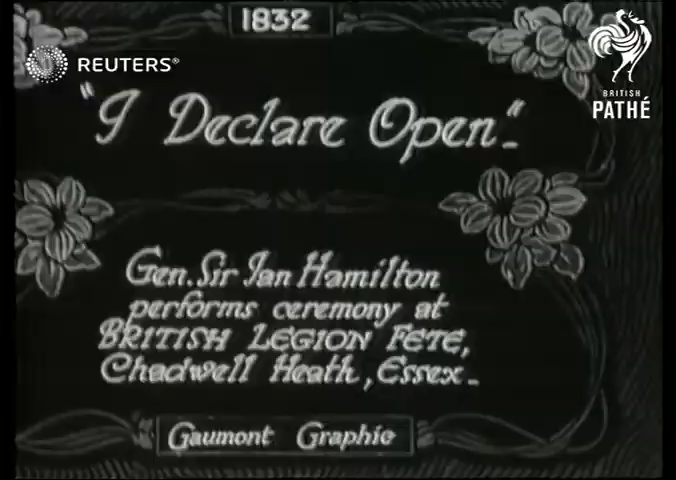 1832
REUTERS®
BRITISH
PATHÉ
"I Declare Open".
Gen. Sir Ian Hamilton
performs ceremony at
BRITISH LEGION FETE,
Chadwell Heath, Essex.
Gaumont Graphic